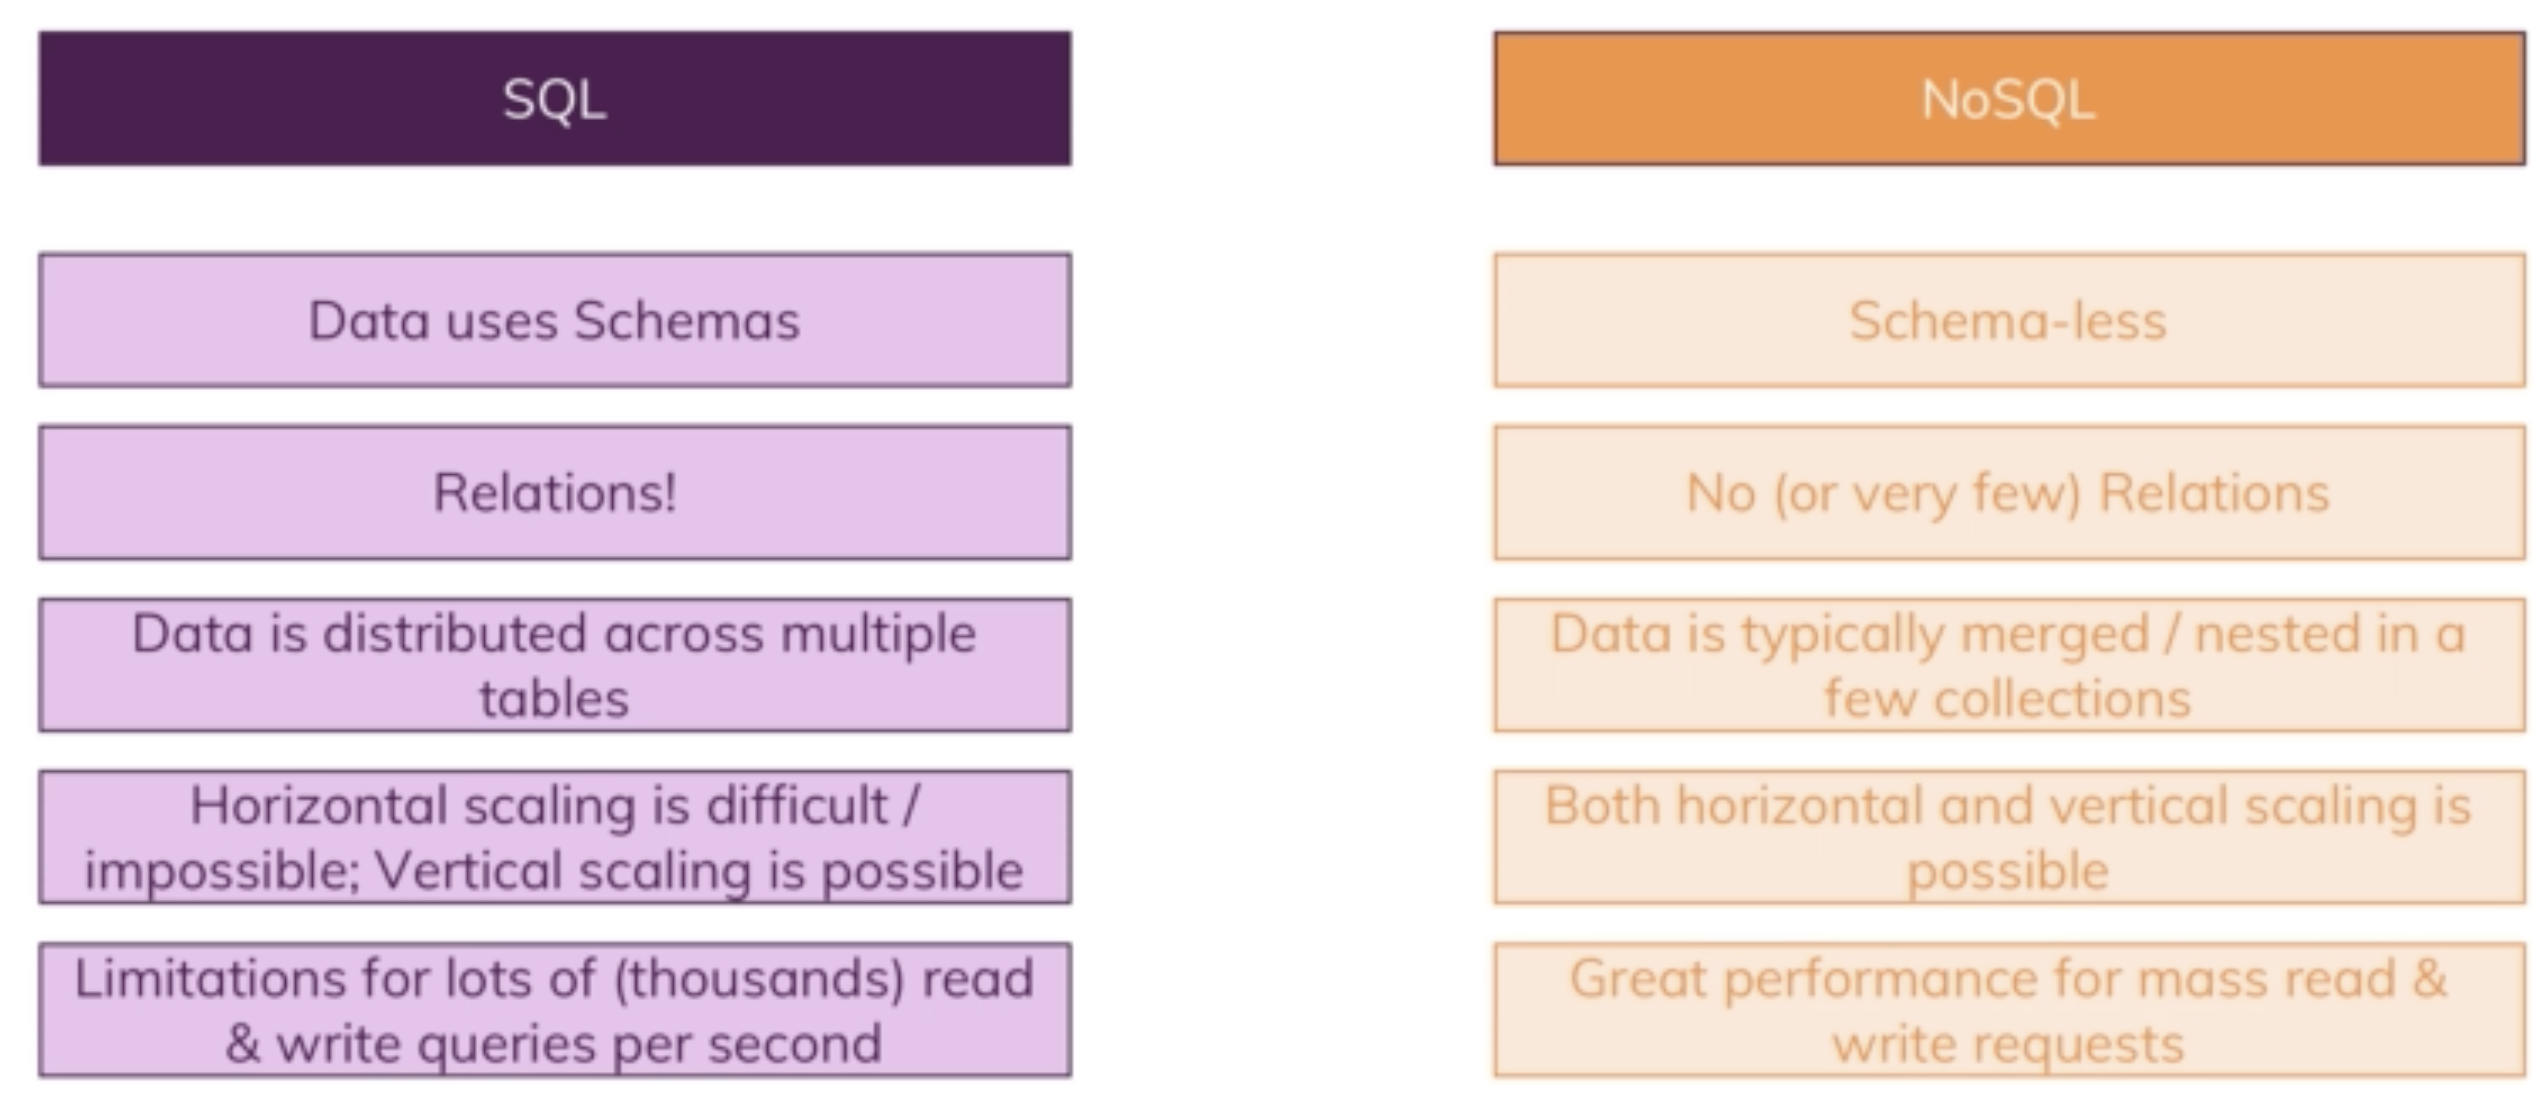 SQL
NoSQL
Data uses Schemas
Schema-less
Relations!
No (or very few) Relations
Data is distributed across multiple
tables
Data is typically merged / nested in a
few collections
Horizontal scaling is difficult /
impossible; Vertical scaling is possible
Both horizontal and vertical scaling is
possible
Limitations for lots of (thousands) read
& write queries per second
Great performance for mass read &
write requests